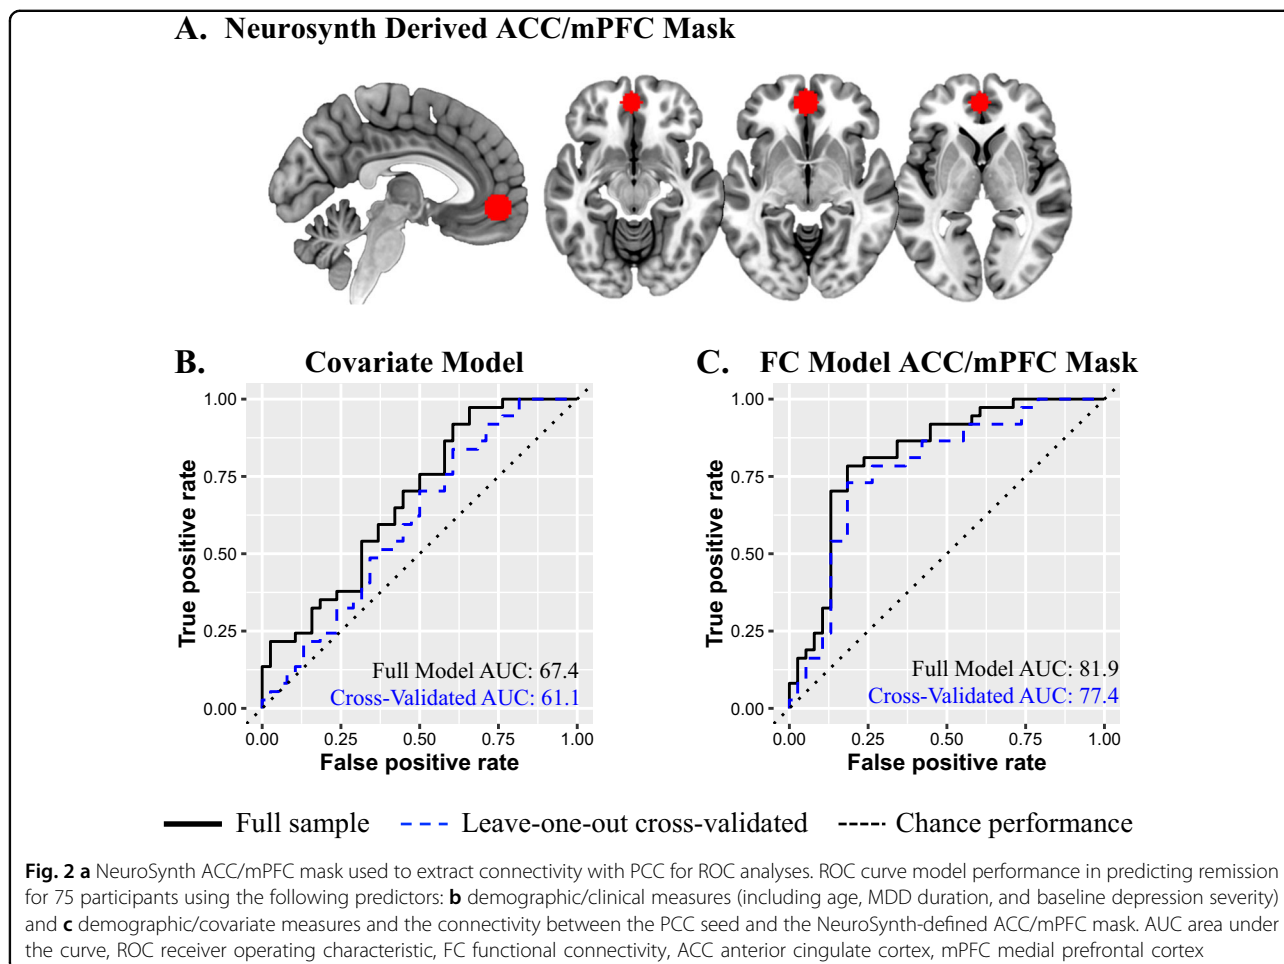 A. Neurosynth Derived ACC/mPFC Mask
B. Covariate Model
1.00
0.75
0.50
0.25
0.00
True positive rate
Full Model AUC: 67.4
Cross-Validated AUC: 61.1
0.00 0.25 0.50 0.75 1.00
False positive rate
C. FC Model ACC/mPFC Mask
1.00
0.75
0.50
0.25
0.00
True positive rate
Full Model AUC: 81.9
Cross-Validated AUC: 77.4
0.00 0.25 0.50 0.75 1.00
False positive rate
Full sample Leave-one-out cross-validated Chance performance
Fig. 2 a NeuroSynth ACC/mPFC mask used to extract connectivity with PCC for ROC analyses. ROC curve model performance in predicting remission
for 75 participants using the following predictors: b demographic/clinical measures (including age, MDD duration, and baseline depression severity)
and c demographic/covariate measures and the connectivity between the PCC seed and the NeuroSynth-defined ACC/mPFC mask. AUC area under
the curve, ROC receiver operating characteristic, FC functional connectivity, ACC anterior cingulate cortex, mPFC medial prefrontal cortex